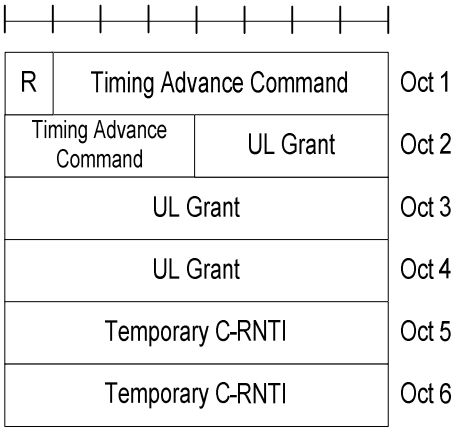 R Timing Advance Command Oct 1
Timing Advance
Command UL Grant Oct 2
UL Grant Oct 3
UL Grant Oct 4
Temporary C-RNTI Oct 5
Temporary C-RNTI Oct 6